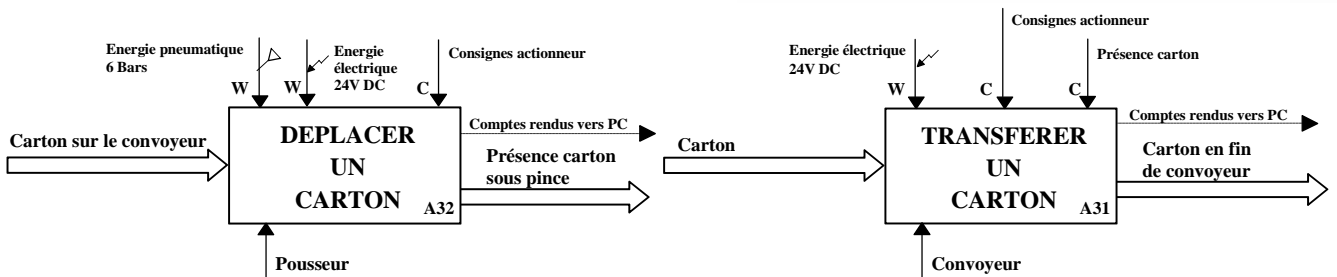 Energie pneumatique
6 Bars
Energie
électrique
24V DC
Consignes actionneur
W
W
C
Carton sur le convoyeur
DEPLACER
UN
CARTON
A32
Comptes rendus vers PC
Présence carton
sous pince
Pousseur
Consignes actionneur
Energie électrique
24V DC
Présence carton
W
C
C
Carton
TRANSFERER
UN
CARTON
A31
Comptes rendus vers PC
Carton en fin
de convoyeur
Convoyeur